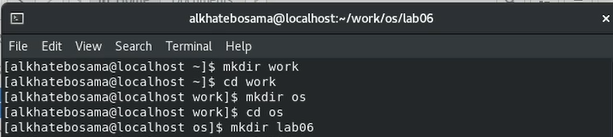 alkhatebosama@localhost:~/work/os/lab06
File Edit View Search Terminal Help
[alkhatebosama@localhost ~]$ mkdir work
[alkhatebosama@localhost ~]$ cd work
[alkhatebosama@localhost work]$ mkdir os
[alkhatebosama@localhost work]$ cd os
[alkhatebosama@localhost os]$ mkdir lab06